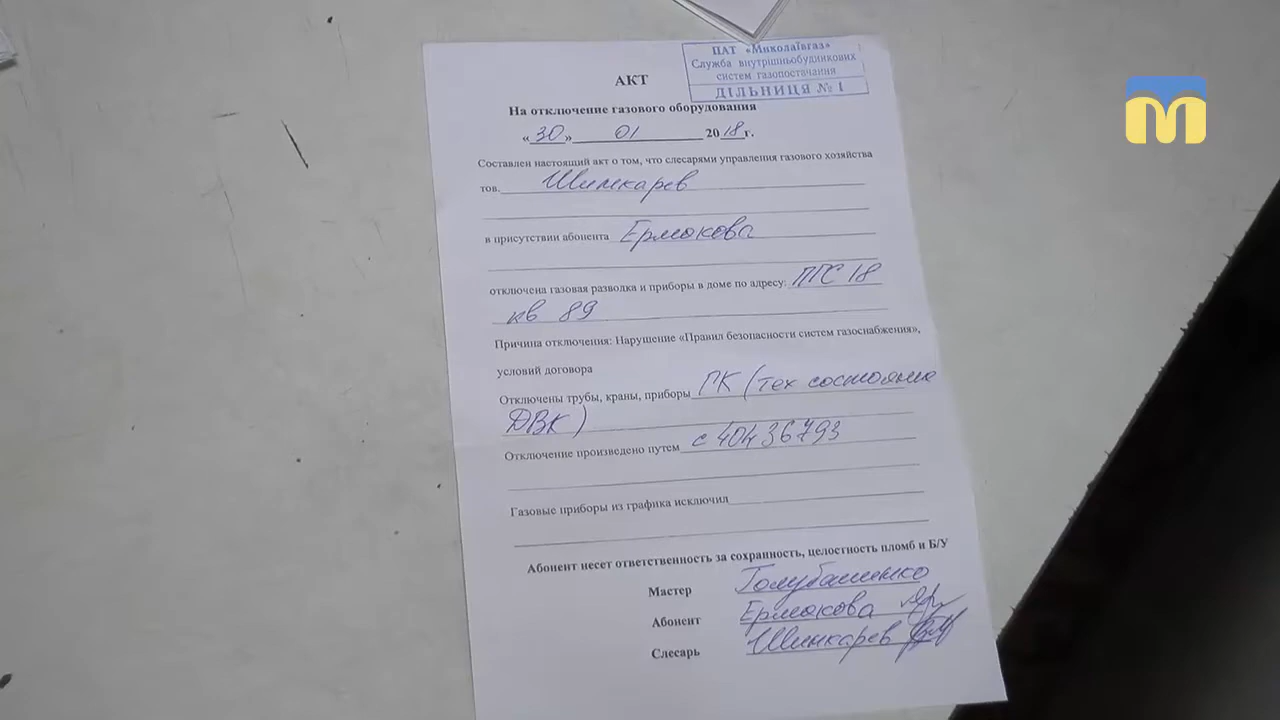 ПАТ «Миколаївгаз»
Служба внутрішньобудинкових
систем газопостачання
ДІЛЬНИЦЯ № 1
АКТ
На отключение газового оборудования
«30» 01 2018г.
Составлен настоящий акт о том, что слесарями управления газового хозяйства
тов. Шинкарев
в присутствии абонента Ермакова
отключена газовая разводка и приборы в доме по адресу: ПГС 18
кв 89
Причина отключения: Нарушение «Правил безопасности систем газоснабжения»,
условий договора
Отключены трубы, краны, приборы ГК (тех состояние
ДВК)
Отключение произведено путем с 40436793
Газовые приборы из графика исключил
Абонент несет ответственность за сохранность, целостность пломб и Б/У
Мастер Голубашенко
Абонент Ермакова
Слесарь Шинкарев